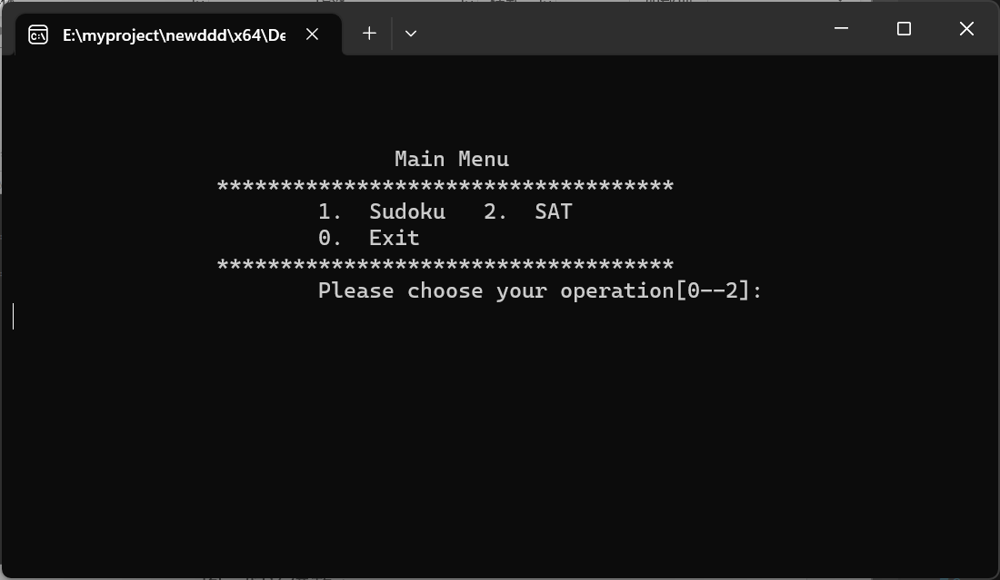 E:\myproject\newddd\x64\De
Main Menu
************************************
1. Sudoku 2. SAT
0. Exit
************************************
Please choose your operation[0--2]: